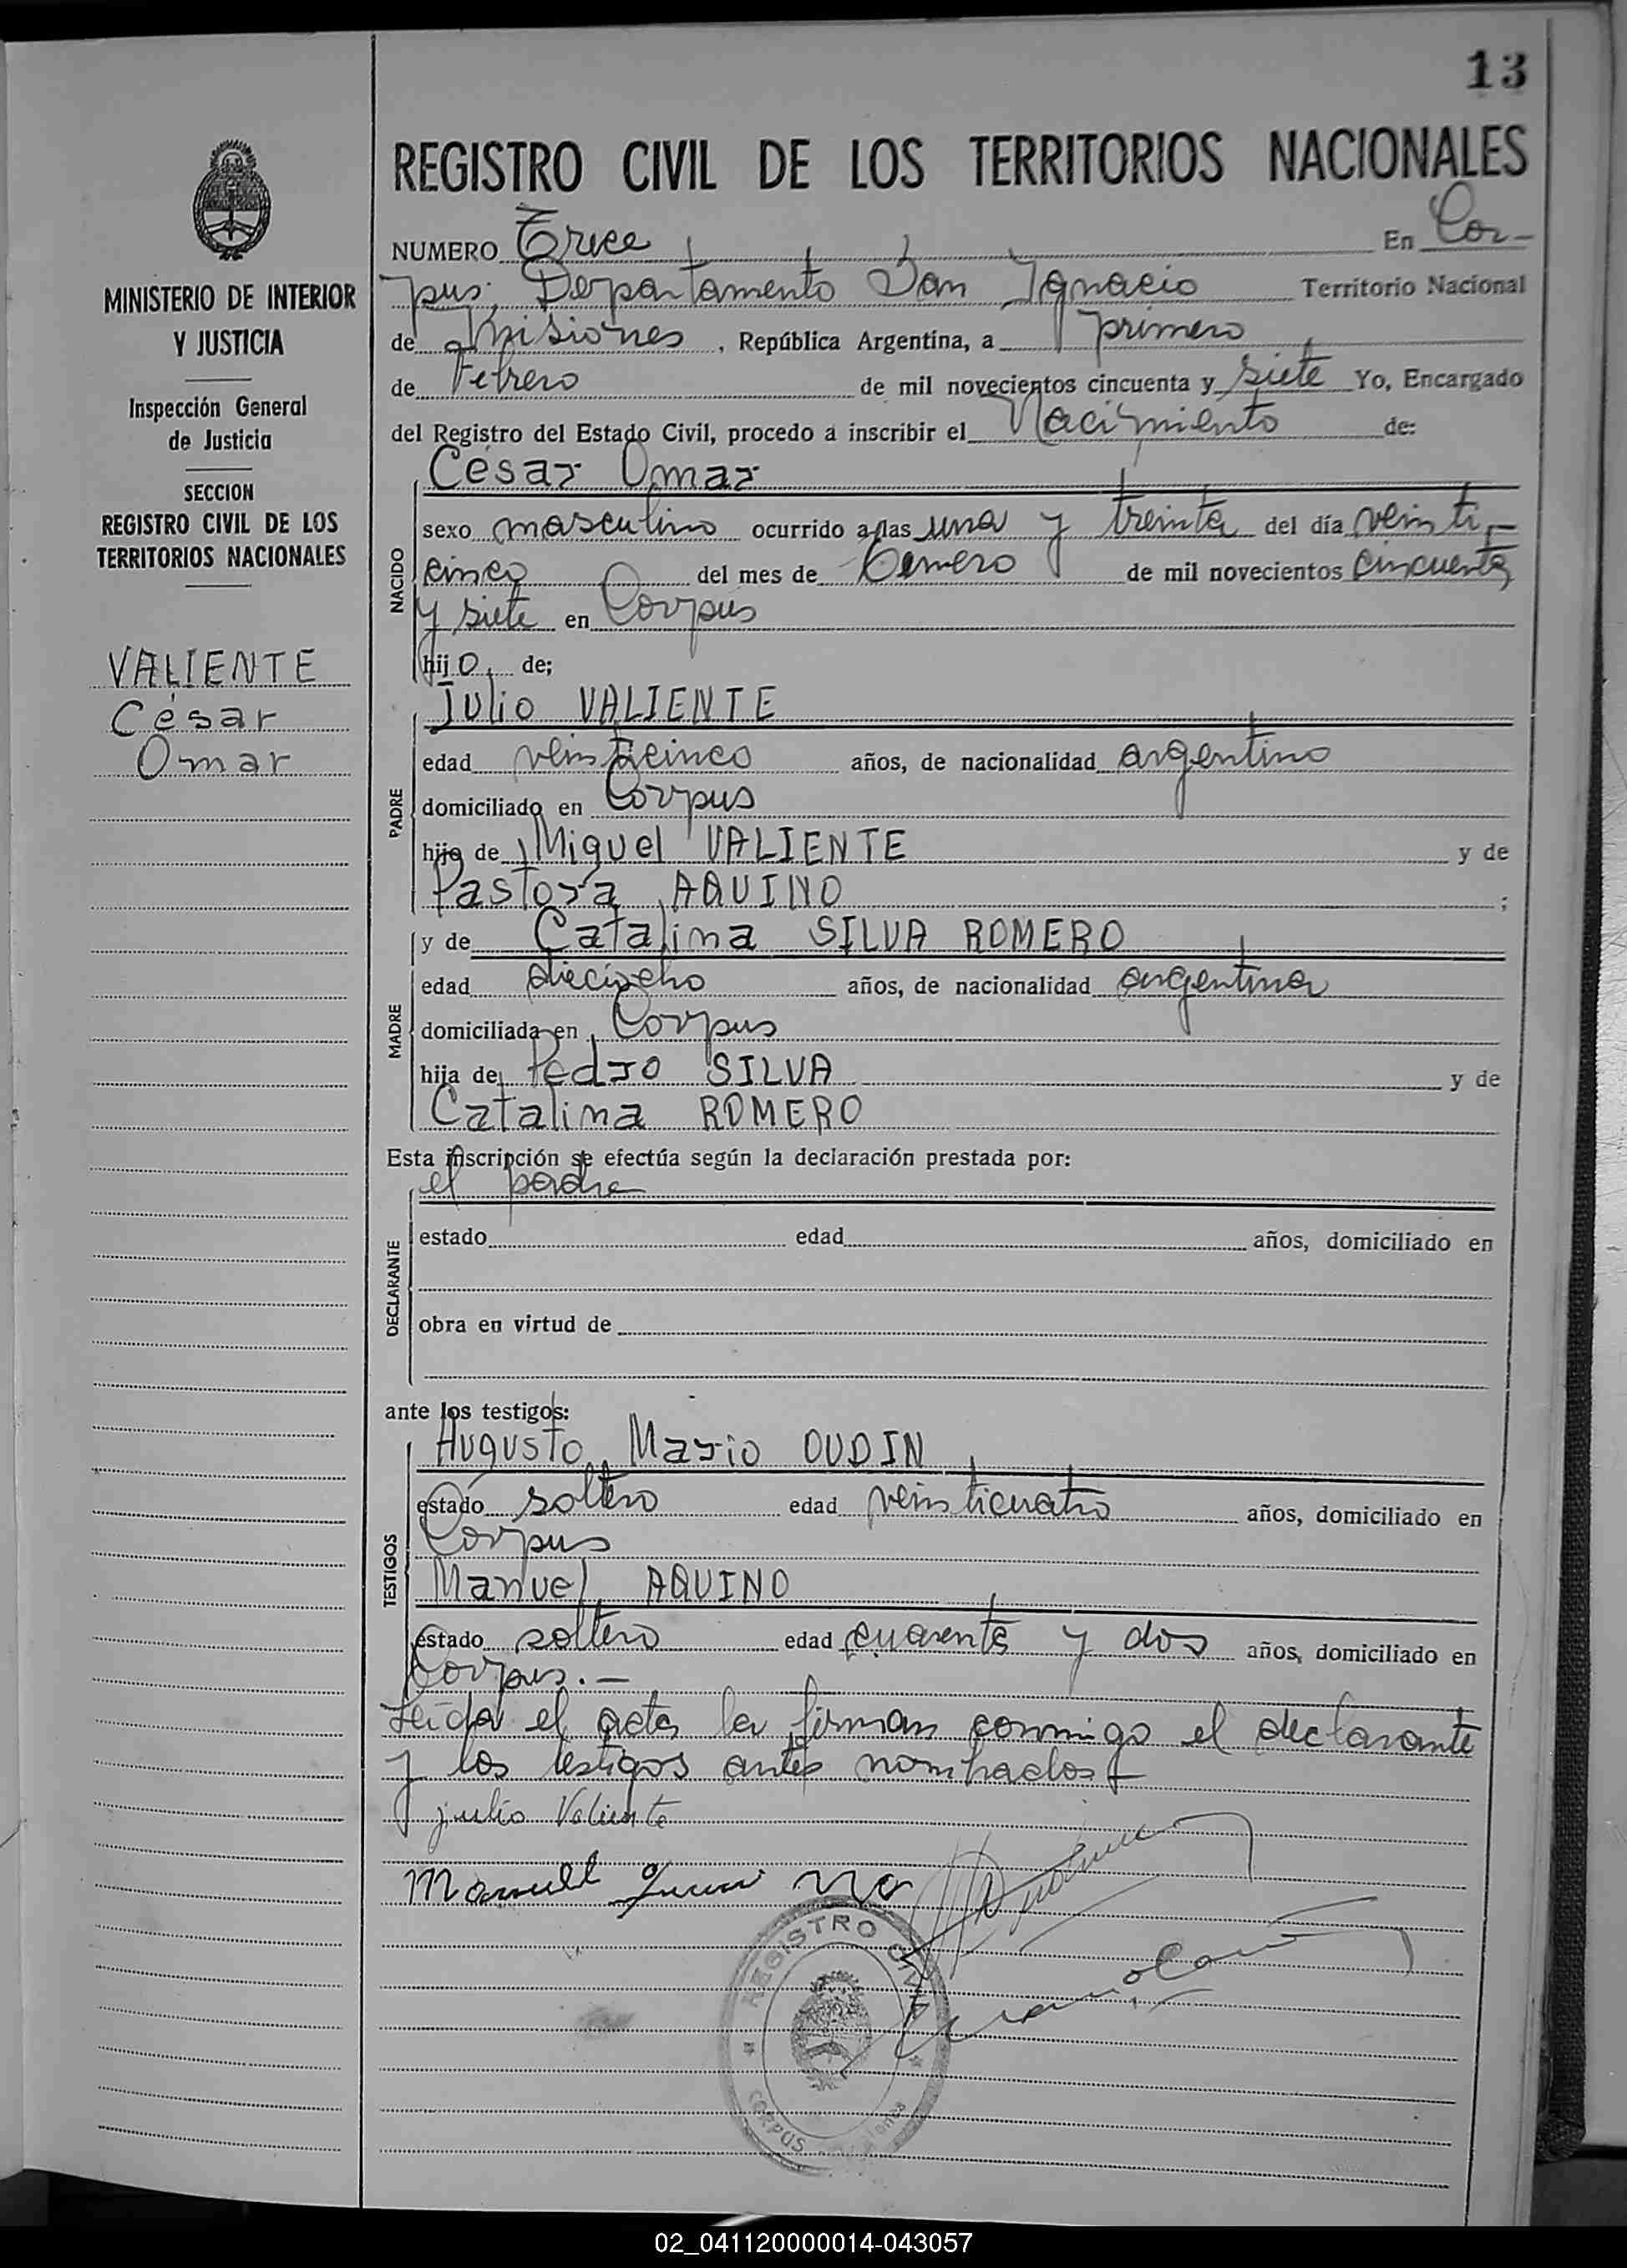 13
REGISTRO CIVIL DE LOS TERRITORIOS NACIONALES
NUMERO Trece En Cor-
pus, Departamento San Ignacio Territorio Nacional
de Misiones, República Argentina, a primero
de Febrero de mil novecientos cincuenta y siete Yo, Encargado
del Registro del Estado Civil, procedo a inscribir el Nacimiento de:
MINISTERIO DE INTERIOR
Y JUSTICIA
Inspección General
de Justicia
SECCION
REGISTRO CIVIL DE LOS
TERRITORIOS NACIONALES
VALIENTE
César
Omar
NACIDO
César Omar
sexo masculino ocurrido a las una y treinta del día veinti-
cinco del mes de Enero de mil novecientos cincuenta
y siete en Corpus
hijo de;
PADRE
Julio VALIENTE
edad veinticinco años, de nacionalidad argentino
domiciliado en Corpus
hijo de Miguel VALIENTE y de
Pastora AQUINO ;
MADRE
y de Catalina SILVA ROMERO
edad dieciocho años, de nacionalidad argentina
domiciliada en Corpus
hija de Pedro SILVA y de
Catalina ROMERO
Esta inscripción se efectúa según la declaración prestada por:
DECLARANTE
el padre
estado edad años, domiciliado en
obra en virtud de
ante los testigos:
TESTIGOS
Augusto Mario OUDIN
estado soltero edad veinticuatro años, domiciliado en
Corpus
Manuel AQUINO
estado soltero edad cuarenta y dos años, domiciliado en
Corpus.-
Leída el acta la firman conmigo el declarante
y los testigos antes nombrados
julio Valiente
REGISTRO CIVIL
CORPUS
02_041120000014-043057